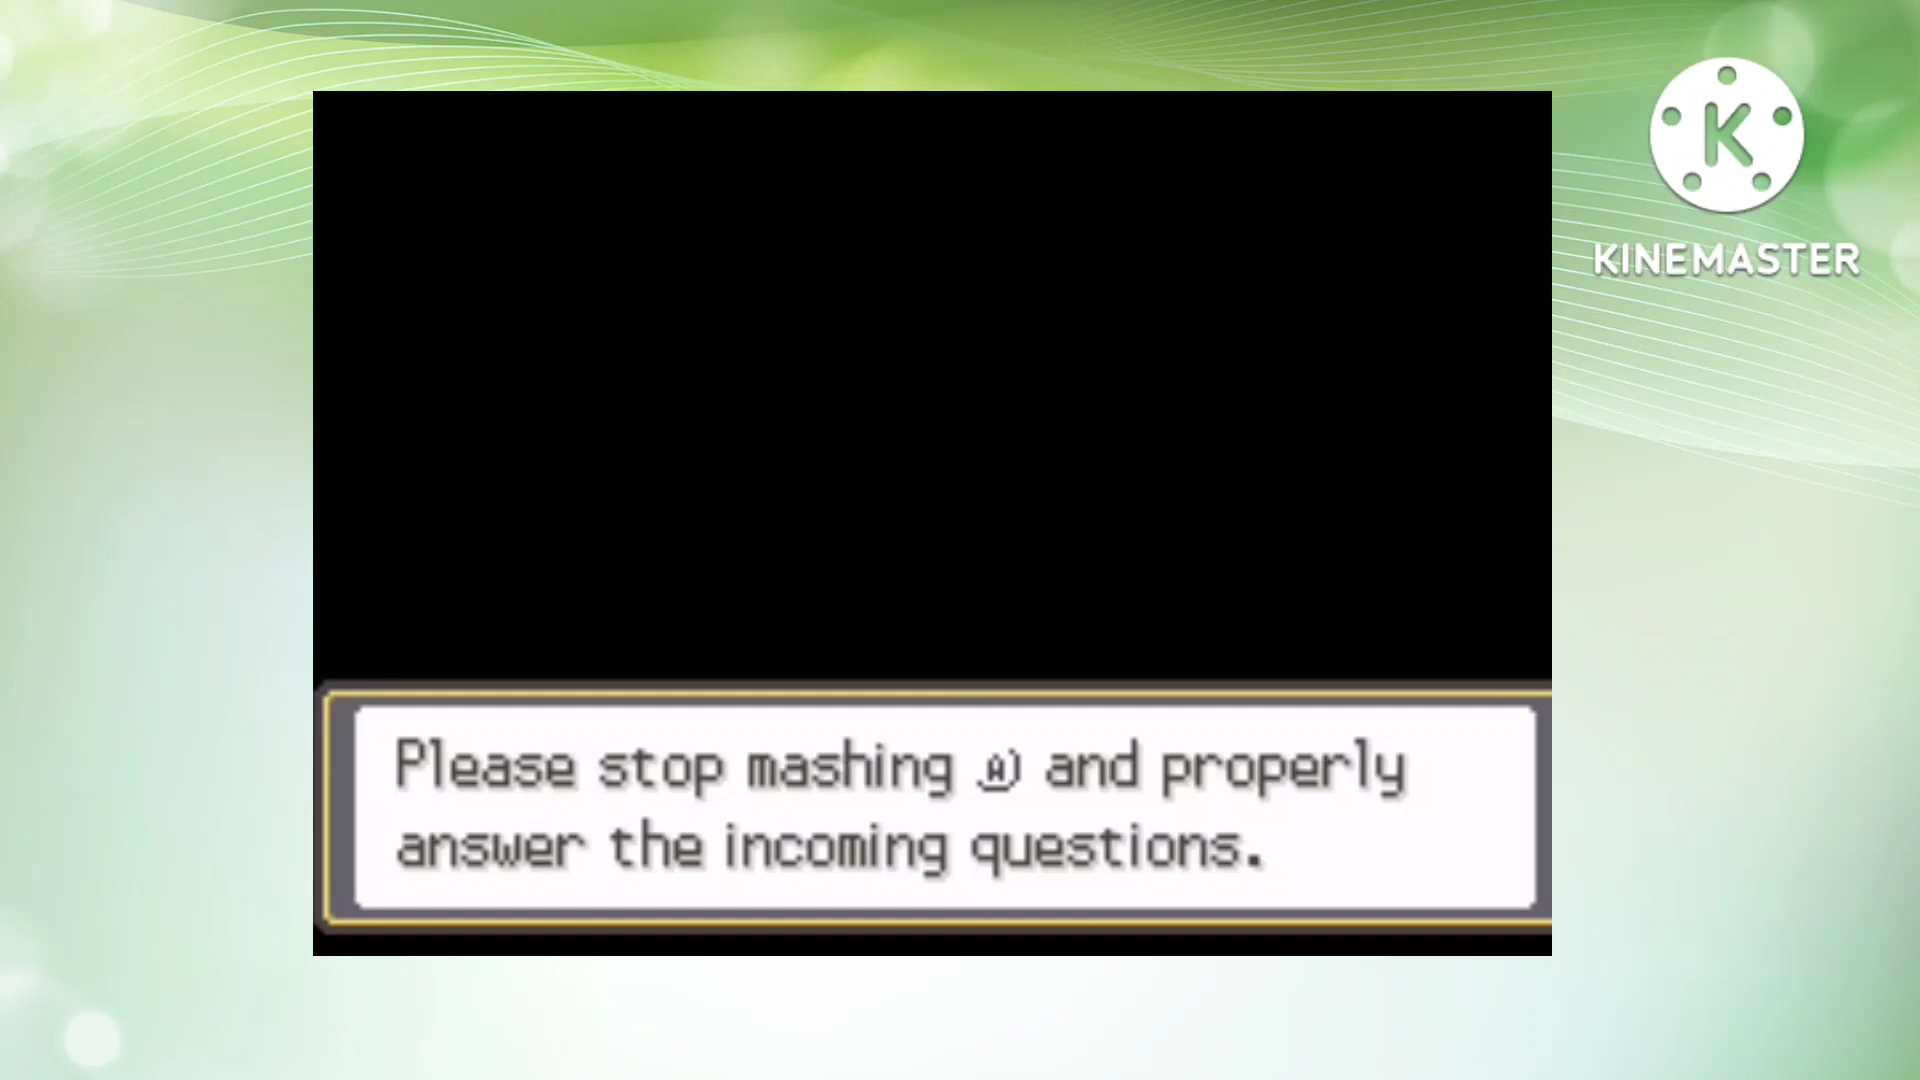 K
KINEMASTER
Please stop mashing A and properly
answer the incoming questions.